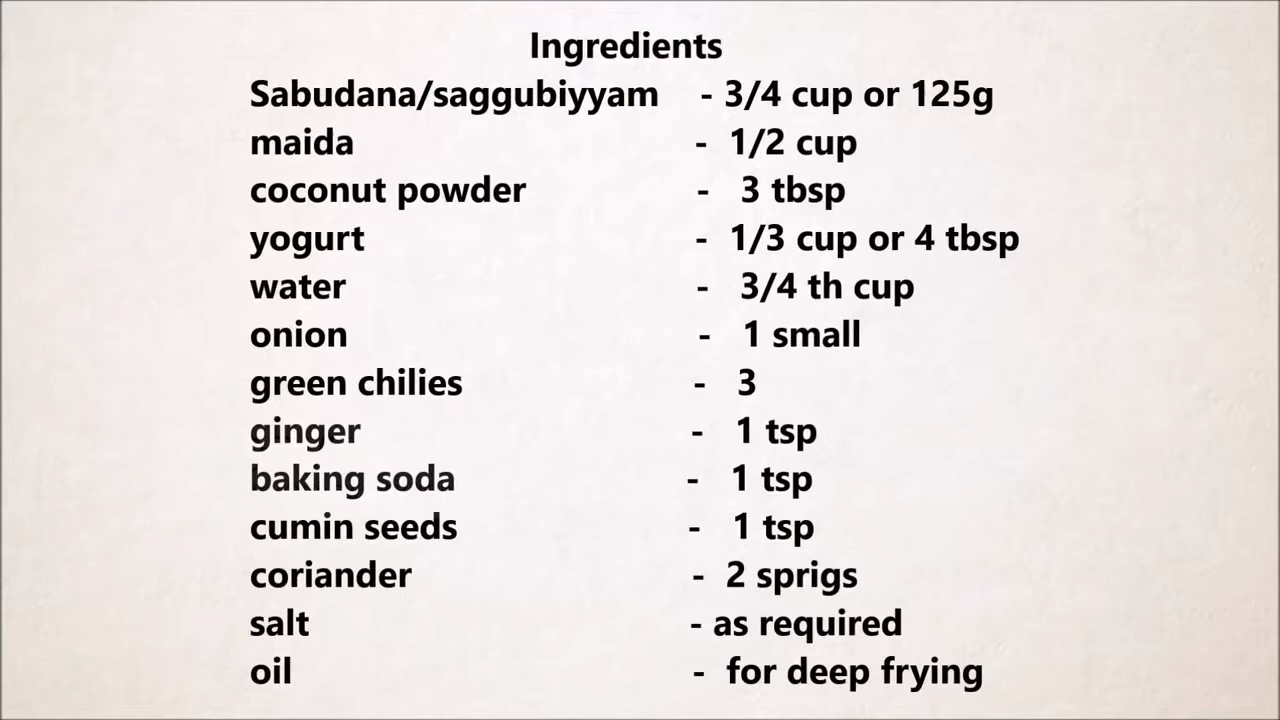 Ingredients
Sabudana/saggubiyyam - 3/4 cup or 125g
maida - 1/2 cup
coconut powder - 3 tbsp
yogurt - 1/3 cup or 4 tbsp
water - 3/4 th cup
onion - 1 small
green chilies - 3
ginger - 1 tsp
baking soda - 1 tsp
cumin seeds - 1 tsp
coriander - 2 sprigs
salt - as required
oil - for deep frying